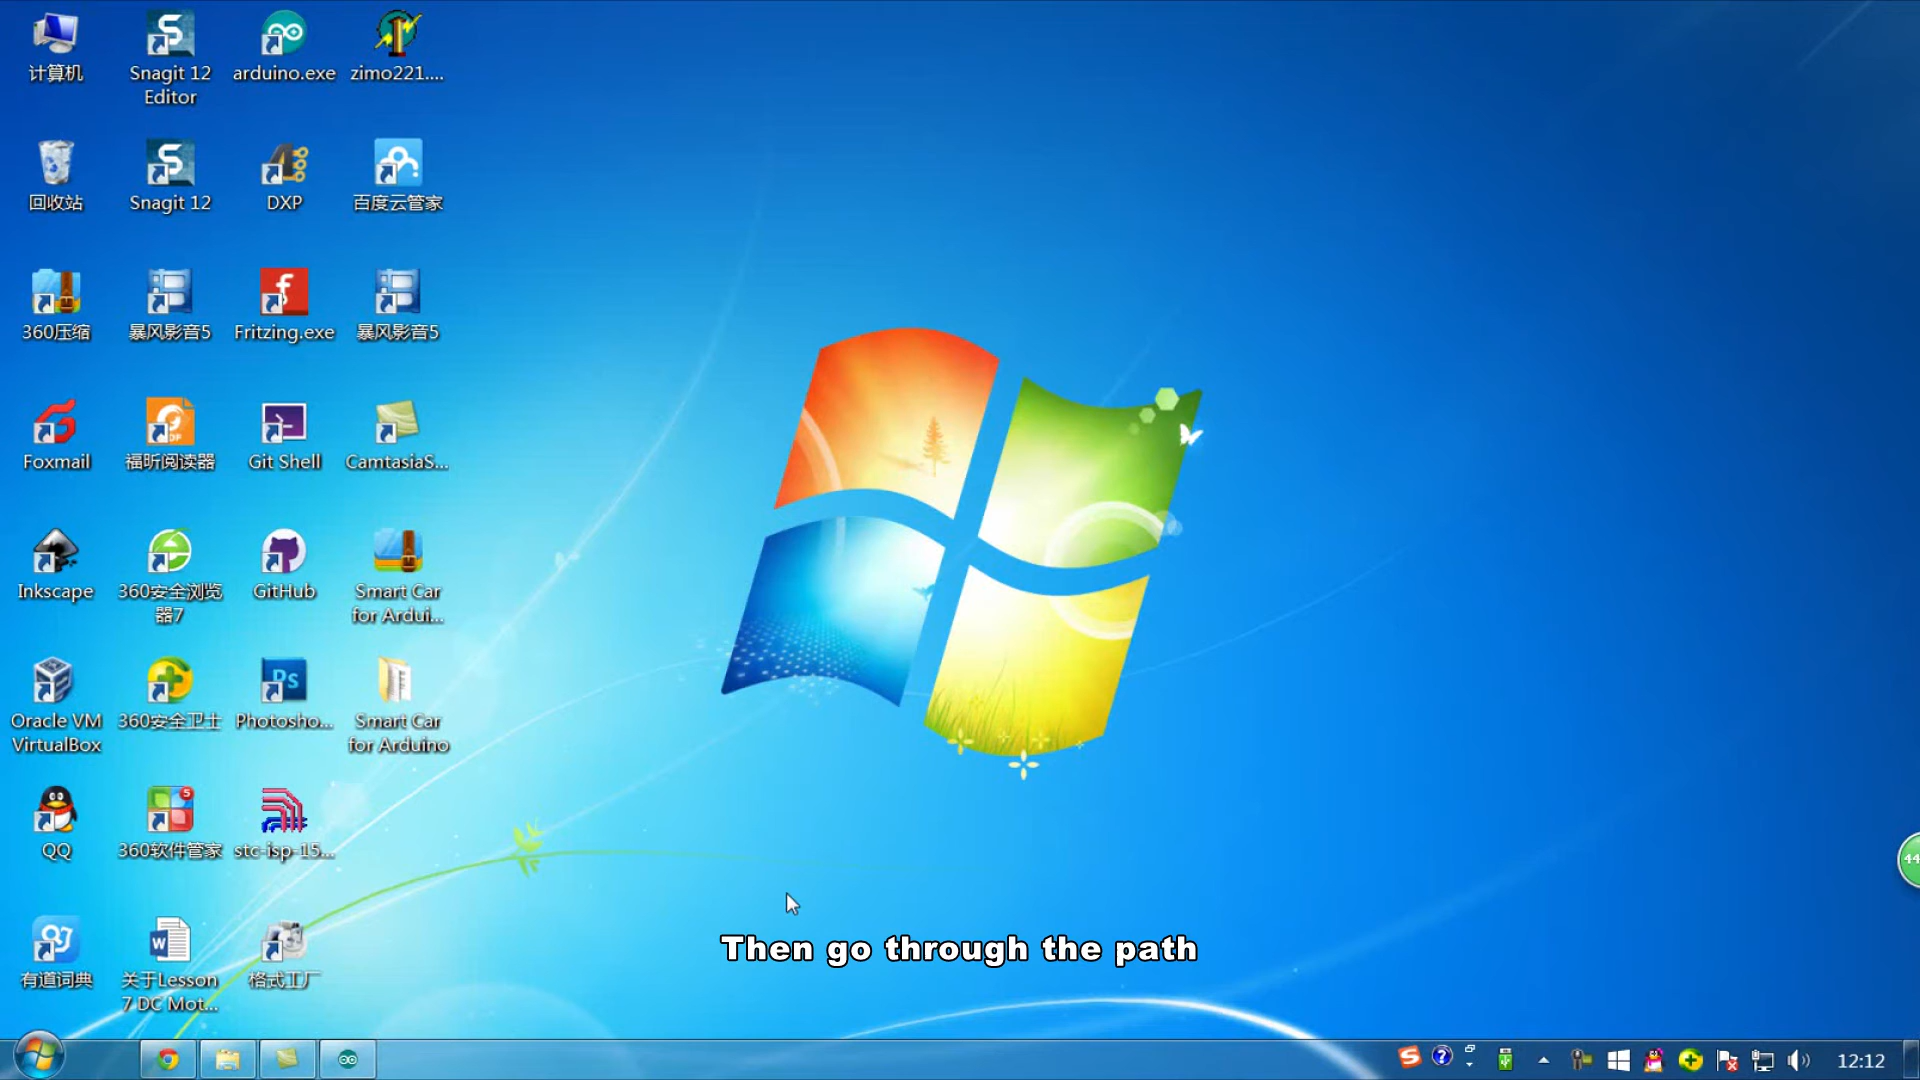 计算机
Snagit 12
Editor
arduino.exe
zimo221....
回收站
Snagit 12
DXP
百度云管家
360压缩
暴风影音5
Fritzing.exe
暴风影音5
Foxmail
福昕阅读器
Git Shell
CamtasiaS...
Inkscape
360安全浏览
器7
GitHub
Smart Car
for Ardui...
Oracle VM
VirtualBox
360安全卫士
Photosho...
Smart Car
for Arduino
QQ
360软件管家
stc-isp-15...
有道词典
关于Lesson
7 DC Mot...
格式工厂
Then go through the path
44
12:12